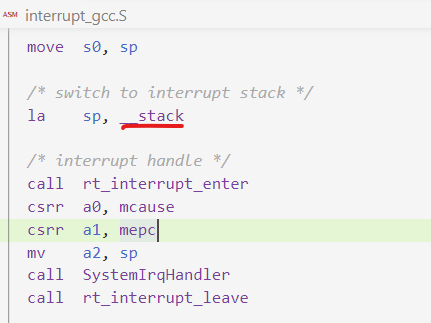 ASM interrupt_gcc.S
move s0, sp
/* switch to interrupt stack */
la sp, __stack
/* interrupt handle */
call rt_interrupt_enter
csrr a0, mcause
csrr a1, mepc
mv a2, sp
call SystemIrqHandler
call rt_interrupt_leave